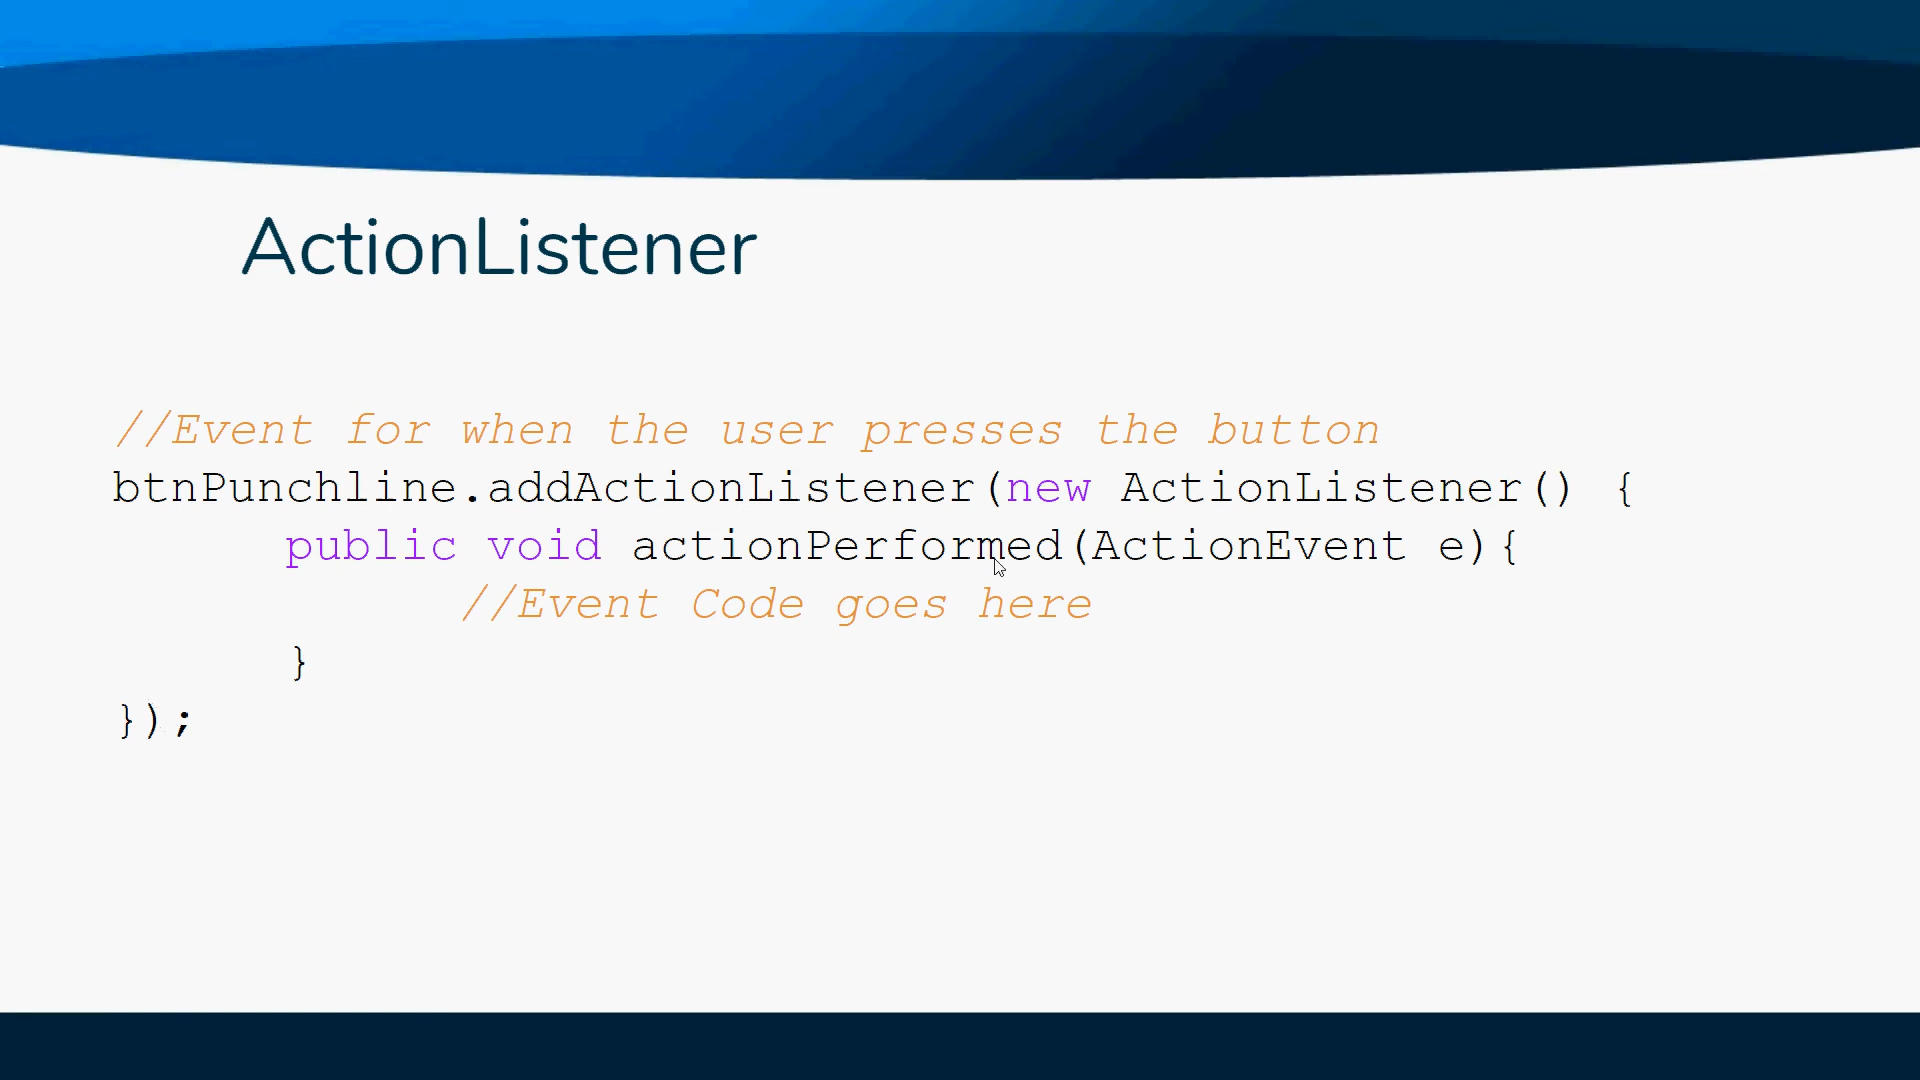 ActionListener
//Event for when the user presses the button
btnPunchline.addActionListener(new ActionListener() {
public void actionPerformed(ActionEvent e){
//Event Code goes here
}
});